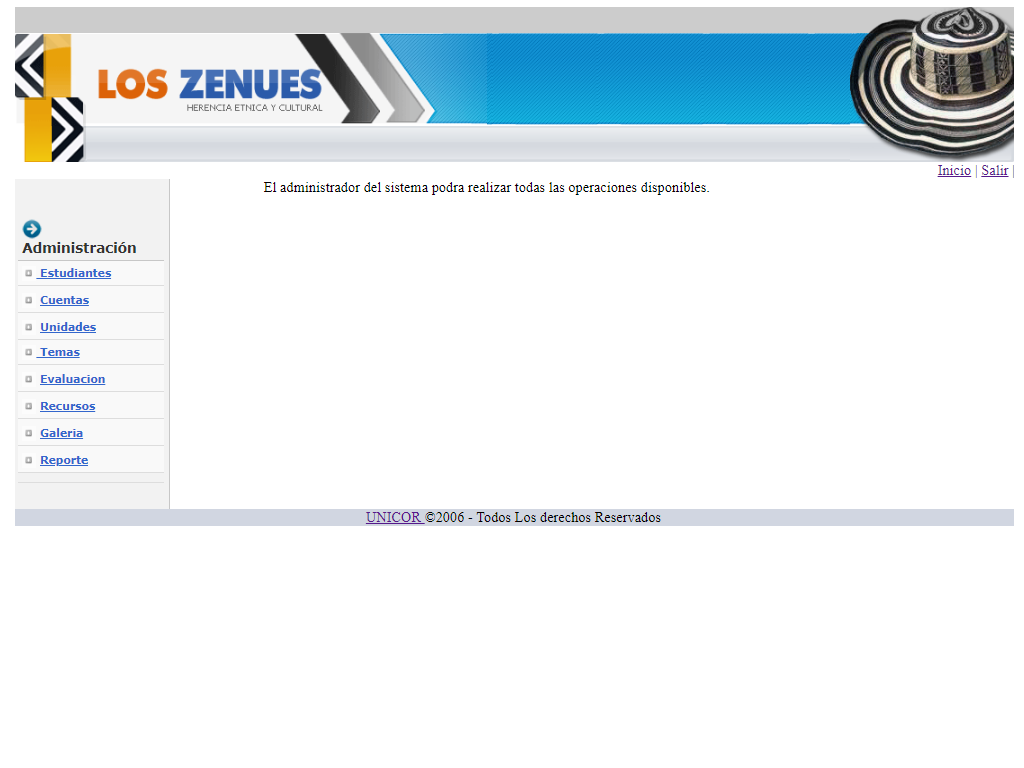 LOS ZENUES
HERENCIA ETNICA Y CULTURAL
Inicio | Salir |
El administrador del sistema podra realizar todas las operaciones disponibles.
Administración
Estudiantes
Cuentas
Unidades
Temas
Evaluacion
Recursos
Galeria
Reporte
UNICOR ©2006 - Todos Los derechos Reservados